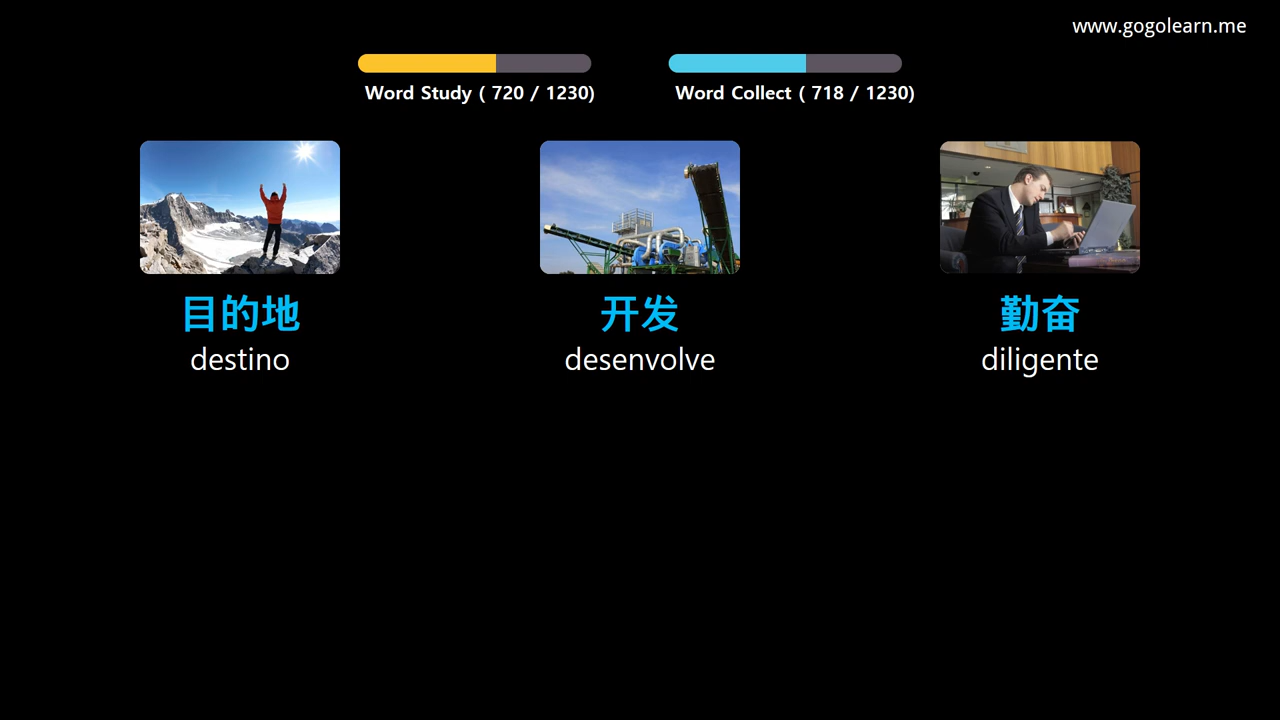 www.gogolearn.me
Word Study ( 720 / 1230)
Word Collect ( 718 / 1230)
目的地
开发
勤奋
destino
desenvolve
diligente